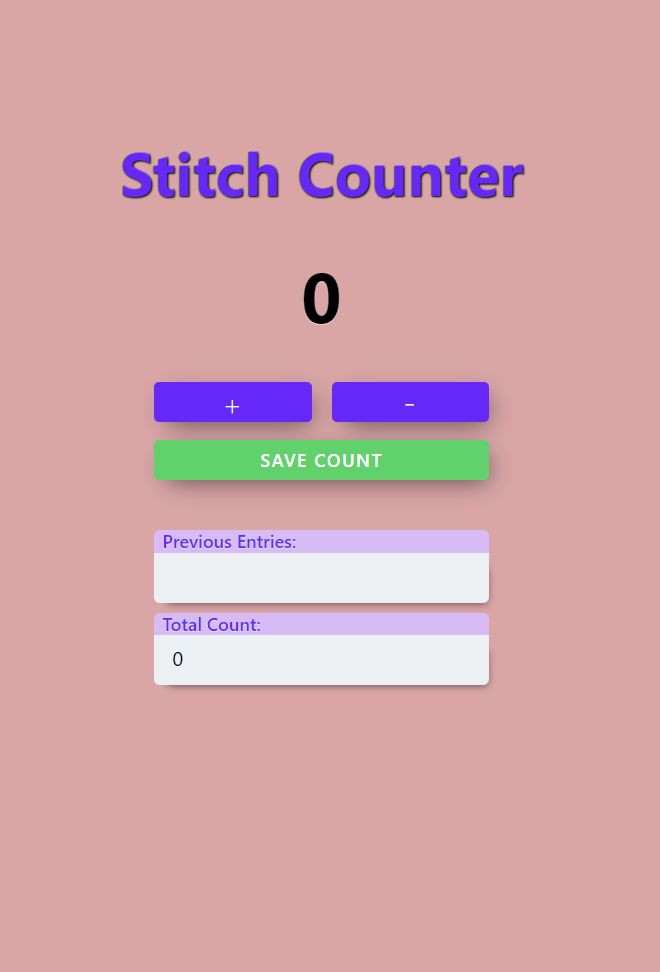 Stitch Counter
0
+ -
SAVE COUNT
Previous Entries:
Total Count:
0